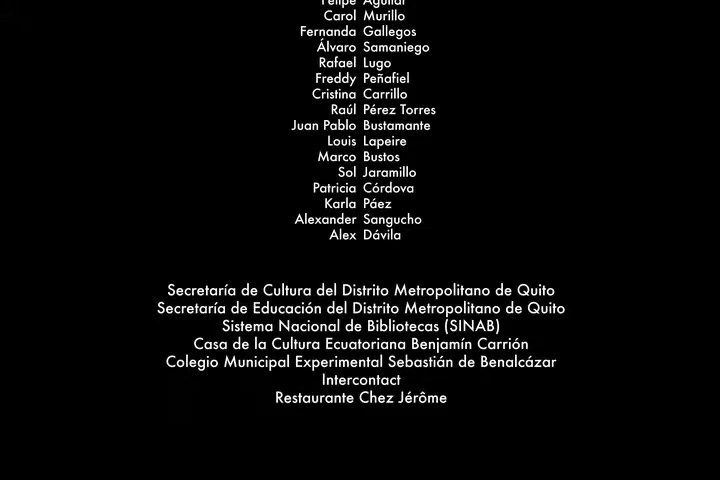 Felipe Aguilar
Carol Murillo
Fernanda Gallegos
Álvaro Samaniego
Rafael Lugo
Freddy Peñafiel
Cristina Carrillo
Raúl Pérez Torres
Juan Pablo Bustamante
Louis Lapeire
Marco Bustos
Sol Jaramillo
Patricia Córdova
Karla Páez
Alexander Sangucho
Alex Dávila
Secretaría de Cultura del Distrito Metropolitano de Quito
Secretaría de Educación del Distrito Metropolitano de Quito
Sistema Nacional de Bibliotecas (SINAB)
Casa de la Cultura Ecuatoriana Benjamín Carrión
Colegio Municipal Experimental Sebastián de Benalcázar
Intercontact
Restaurante Chez Jérôme